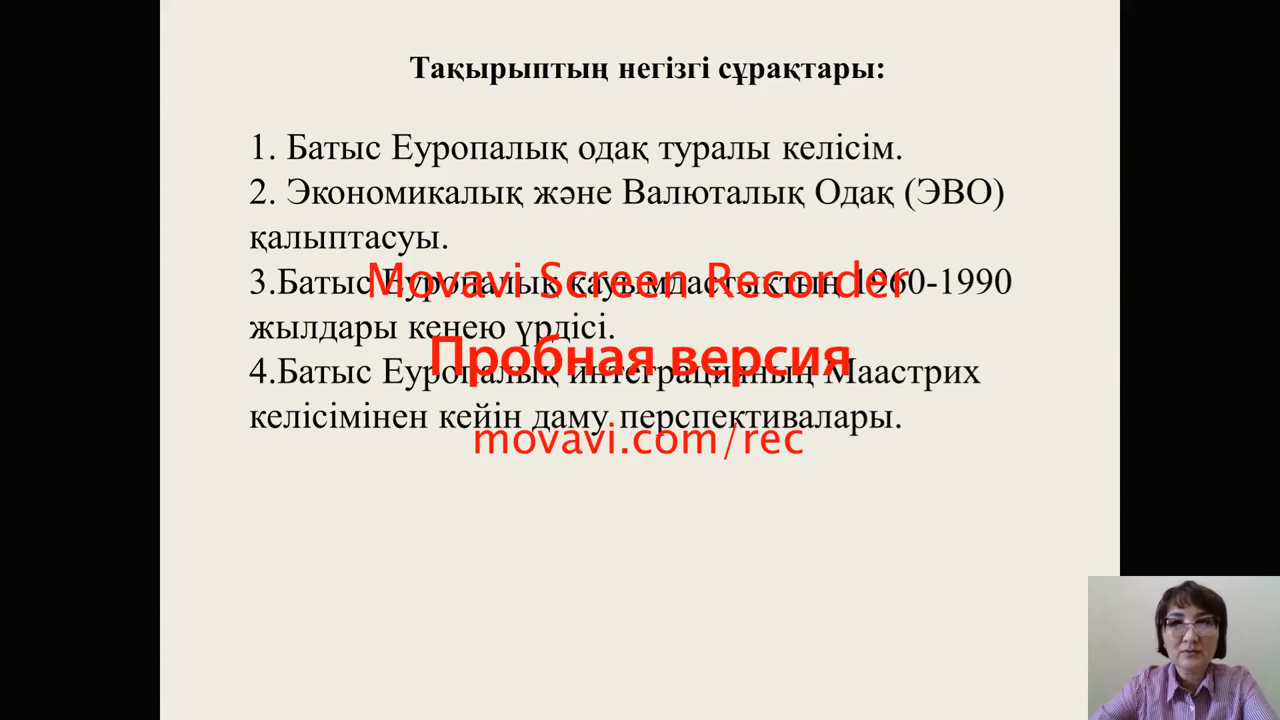 Тақырыптың негізгі сұрақтары:
1. Батыс Еуропалық одақ туралы келісім.
2. Экономикалық және Валюталық Одақ (ЭВО)
қалыптасуы.
3.Батыс Еуропалық қауымдастықтың 1960-1990
Movavi Screen Recorder
жылдары кенею үрдісі.
Пробная версия
4.Батыс Еуропалық интеграцияның Маастрих
келісімінен кейін даму перспективалары.
movavi.com/rec